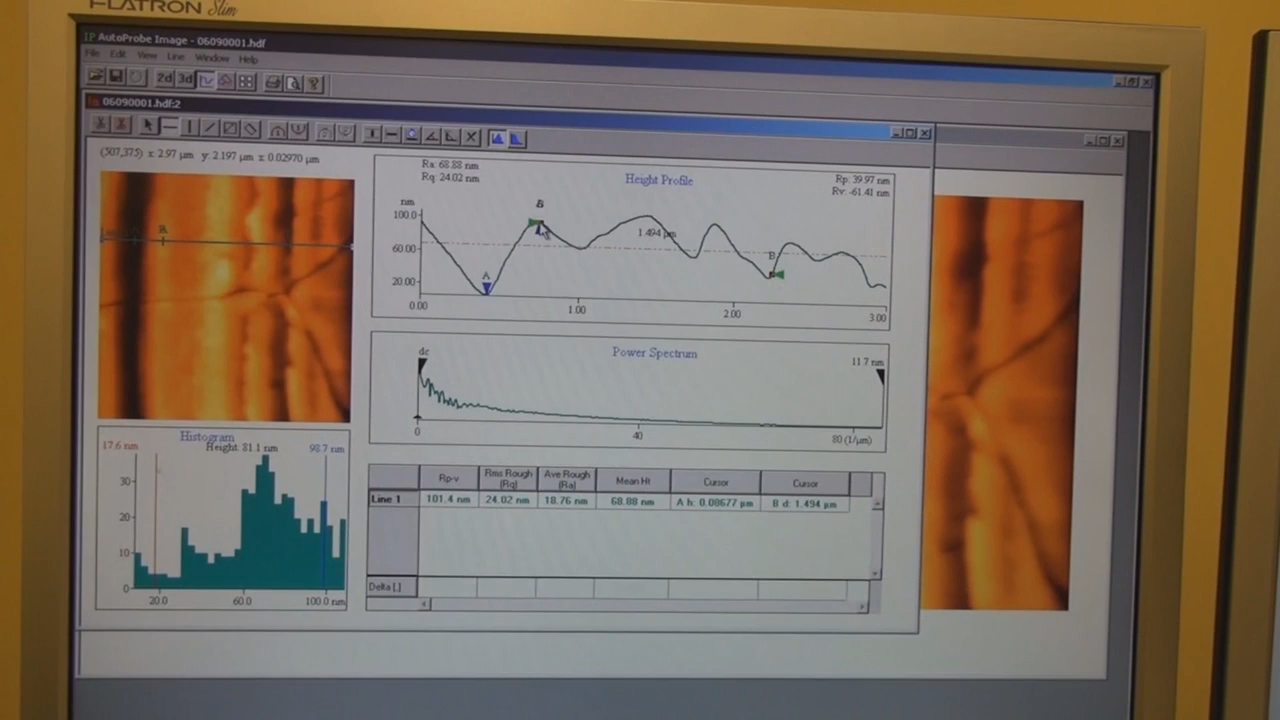 FLATRON Slim
IP AutoProbe Image - 06090001.hdf
File Edit View Line Window Help
2d 3d
06090001.hdf:2
(507,375) x: 2.97 µm y: 2.197 µm z: 0.02970 µm
Ra: 68.88 nm
Rq: 24.02 nm
Height Profile
Rp: 39.97 nm
Rv: -61.41 nm
nm
100.0
60.00
20.00
0.00 1.00 2.00 3.00
A
B
1.494 µm
B
Power Spectrum
dc
11.7 nm
0 40 80 (1/µm)
Histogram
17.6 nm Height 81.1 nm 98.7 nm
30
20
10
0
20.0 60.0 100.0 nm
Rp-v Rms Rough (Rq) Ave Rough (Ra) Mean Ht Cursor Cursor
Line 1 101.4 nm 24.02 nm 18.76 nm 68.88 nm A h: 0.08677 µm B d: 1.494 µm
Delta [.]